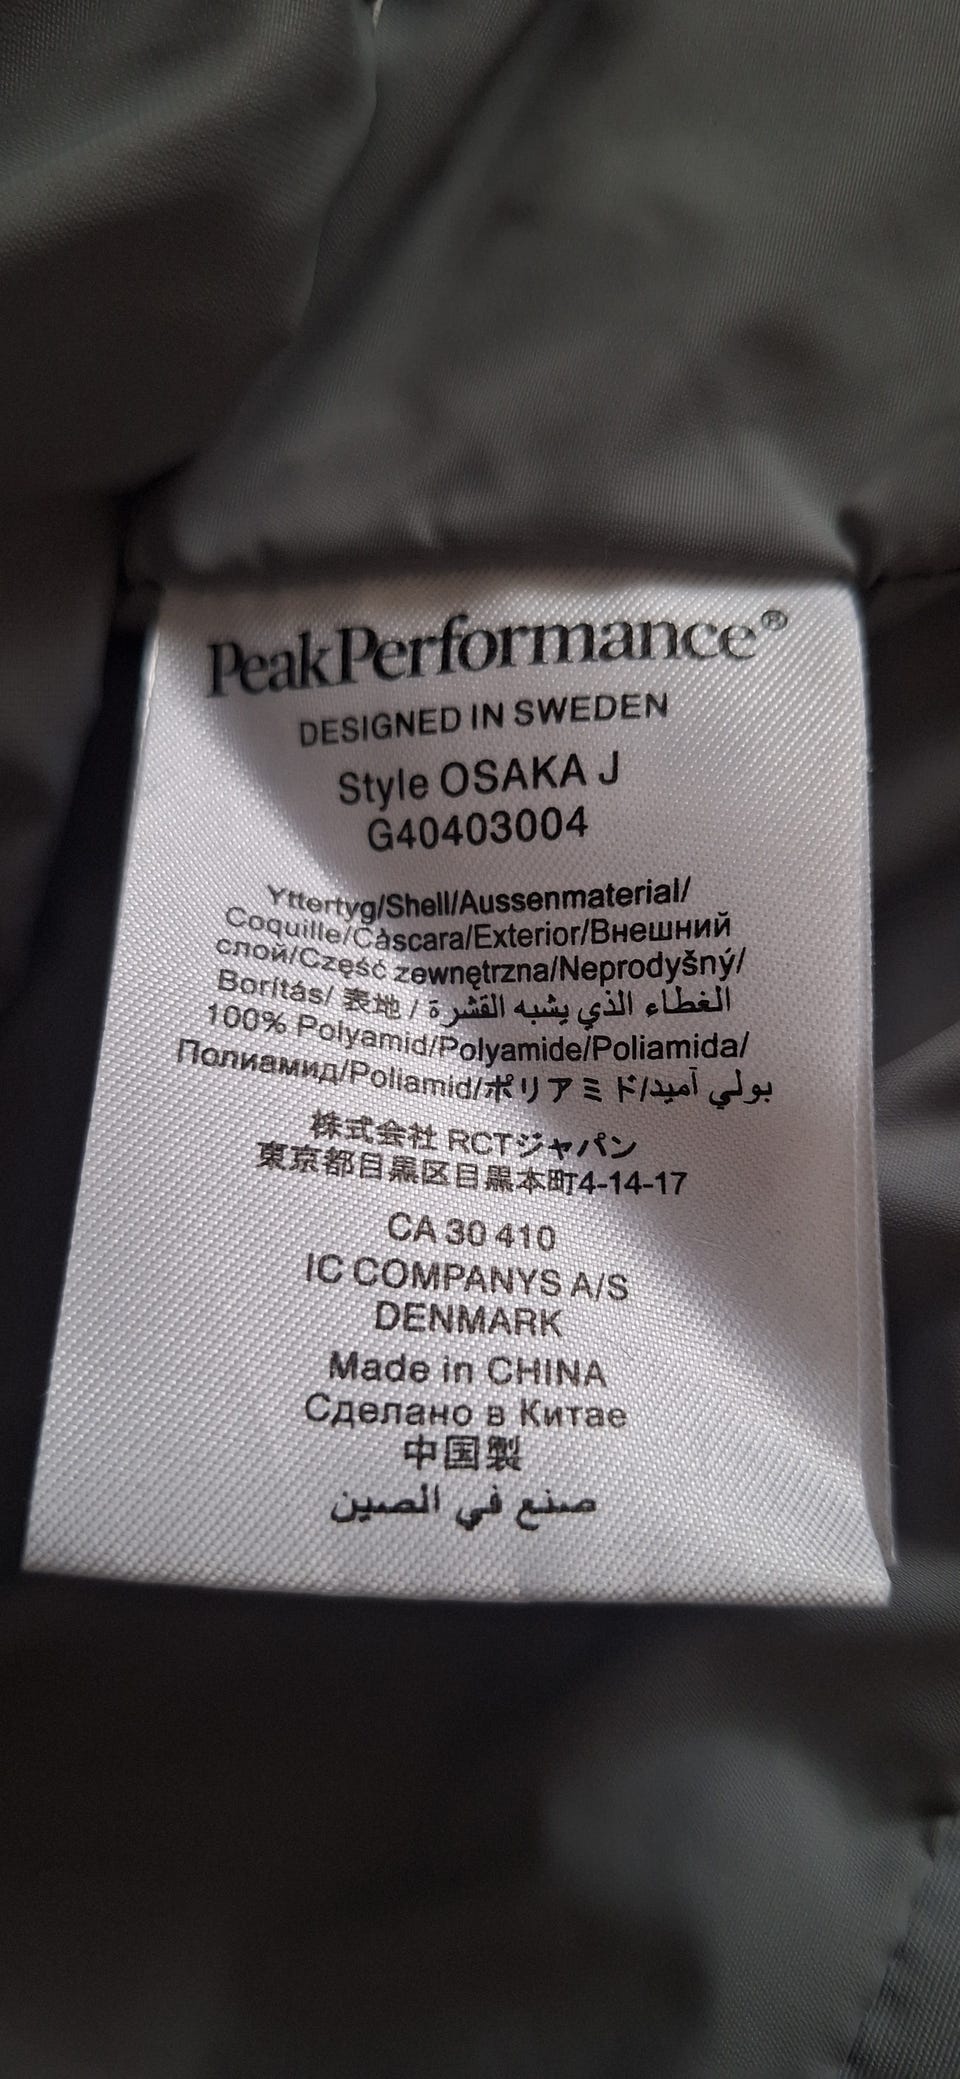 PeakPerformance®
DESIGNED IN SWEDEN
Style OSAKA J
G40403004
Yttertyg/Shell/Aussenmaterial/
Coquille/Càscara/Exterior/Внешний
слой/Część zewnętrzna/Neprodyšný/
Borítás/ 表地 / الغطاء الذي يشبه القشرة
100% Polyamid/Polyamide/Poliamida/
Полиамид/Poliamid/ポリアミド/بولي آميد
株式会社 RCTジャパン
東京都目黒区目黒本町4-14-17
CA 30 410
IC COMPANYS A/S
DENMARK
Made in CHINA
Сделано в Китае
中国製
صنع في الصين